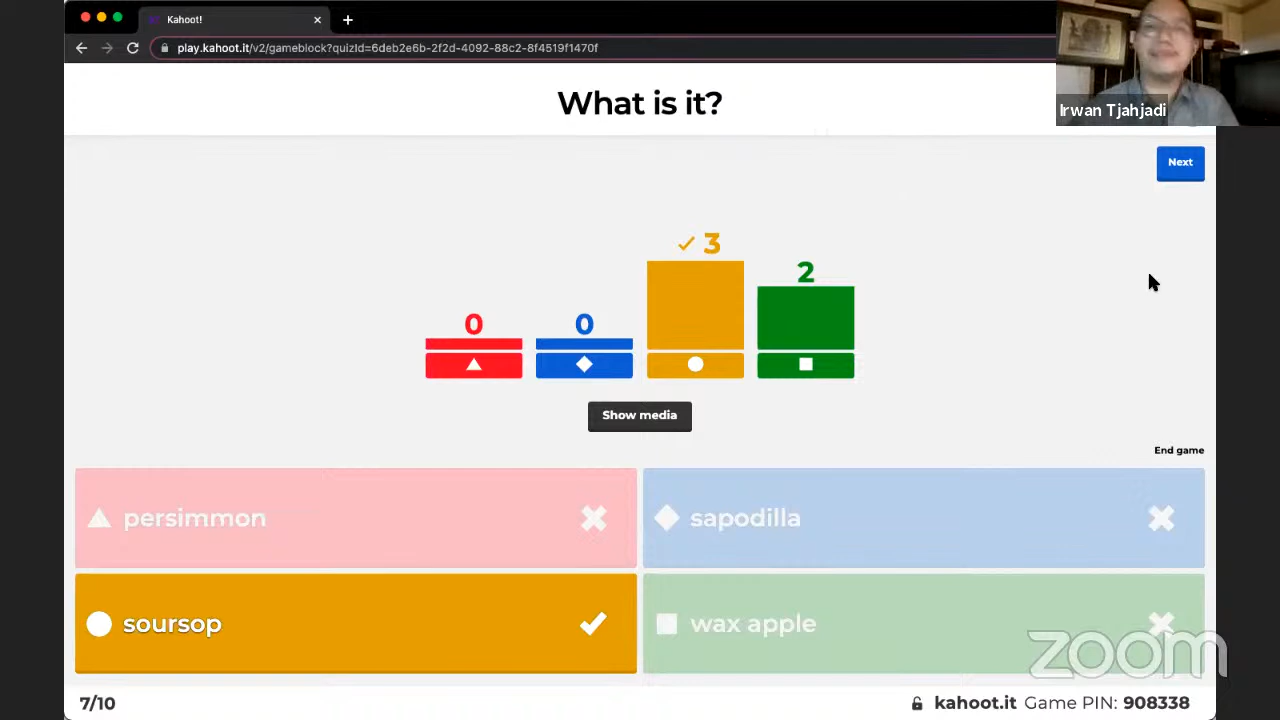 Kahoot!
play.kahoot.it/v2/gameblock?quizId=6deb2e6b-2f2d-4092-88c2-8f4519f1470f
What is it?
Irwan Tjahjadi
Next
3
2
0
0
Show media
End game
persimmon
sapodilla
soursop
wax apple
zoom
7/10
kahoot.it Game PIN: 908338